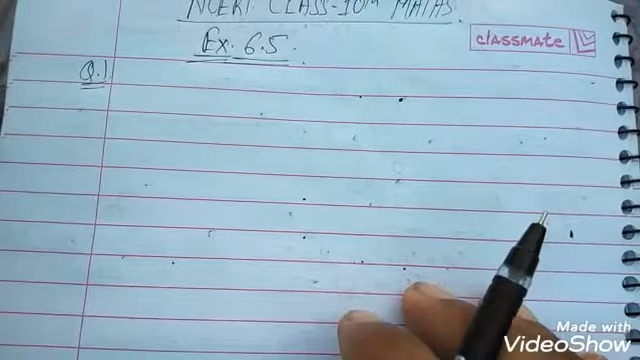 NCERT CLASS-10th MATHS.
Ex. 6.5.
classmate
Q.1
Made with
VideoShow